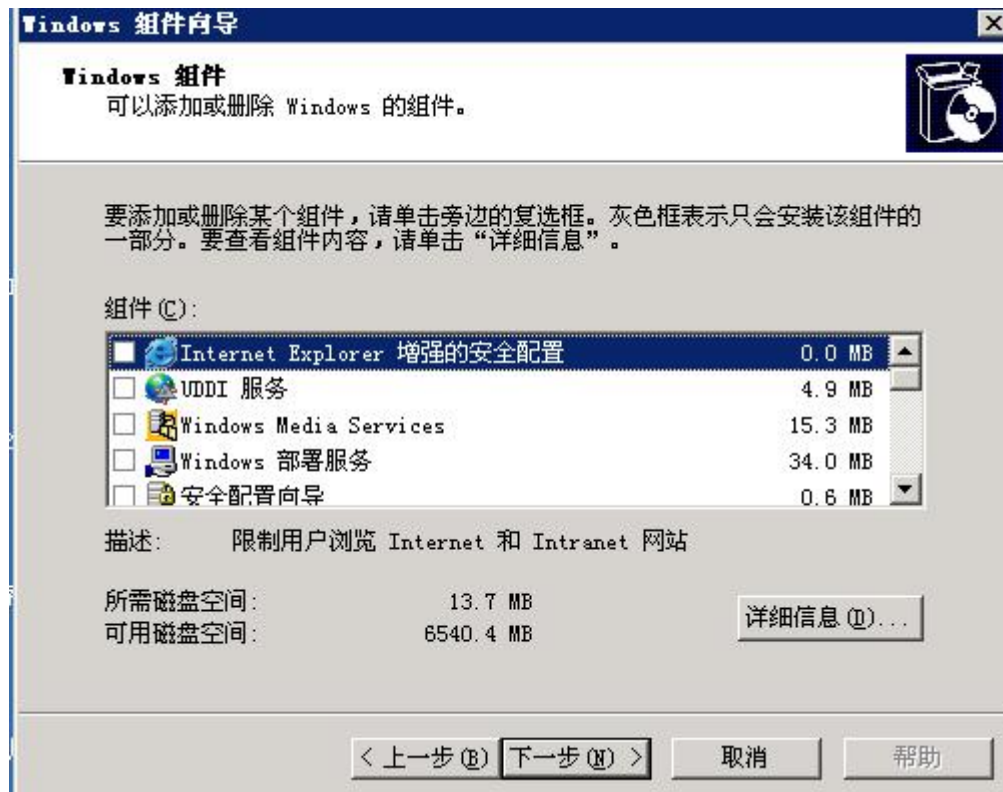 Windows 组件向导
Windows 组件
可以添加或删除 Windows 的组件。
要添加或删除某个组件，请单击旁边的复选框。灰色框表示只会安装该组件的
一部分。要查看组件内容，请单击“详细信息”。
组件(C):
Internet Explorer 增强的安全配置 0.0 MB
UDDI 服务 4.9 MB
Windows Media Services 15.3 MB
Windows 部署服务 34.0 MB
安全配置向导 0.6 MB
描述: 限制用户浏览 Internet 和 Intranet 网站
所需磁盘空间: 13.7 MB
可用磁盘空间: 6540.4 MB
详细信息(D)...
< 上一步(B) 下一步(N) > 取消 帮助